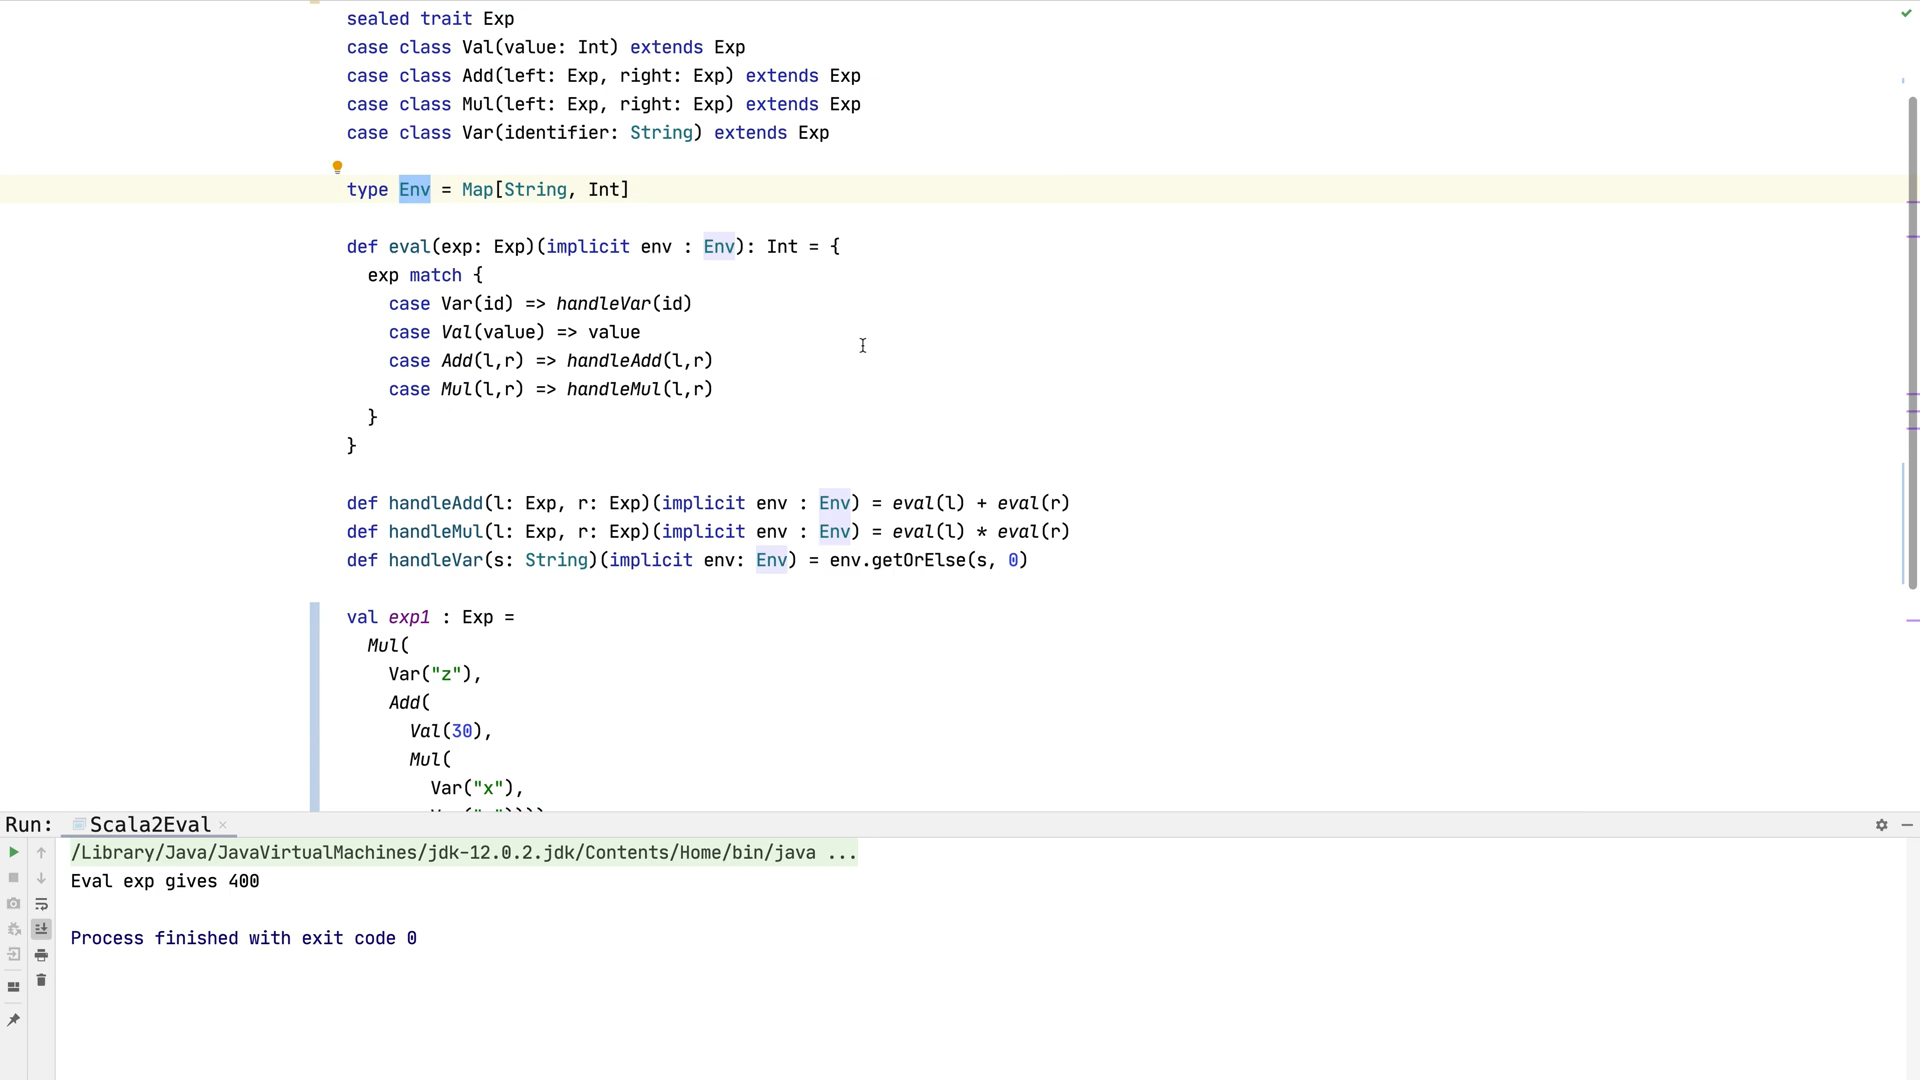 sealed trait Exp
case class Val(value: Int) extends Exp
case class Add(left: Exp, right: Exp) extends Exp
case class Mul(left: Exp, right: Exp) extends Exp
case class Var(identifier: String) extends Exp
type Env = Map[String, Int]
def eval(exp: Exp)(implicit env : Env): Int = {
  exp match {
    case Var(id) => handleVar(id)
    case Val(value) => value
    case Add(l,r) => handleAdd(l,r)
    case Mul(l,r) => handleMul(l,r)
  }
}
def handleAdd(l: Exp, r: Exp)(implicit env : Env) = eval(l) + eval(r)
def handleMul(l: Exp, r: Exp)(implicit env : Env) = eval(l) * eval(r)
def handleVar(s: String)(implicit env: Env) = env.getOrElse(s, 0)
val exp1 : Exp =
  Mul(
    Var("z"),
    Add(
      Val(30),
      Mul(
        Var("x"),
Run: Scala2Eval
/Library/Java/JavaVirtualMachines/jdk-12.0.2.jdk/Contents/Home/bin/java ...
Eval exp gives 400
Process finished with exit code 0